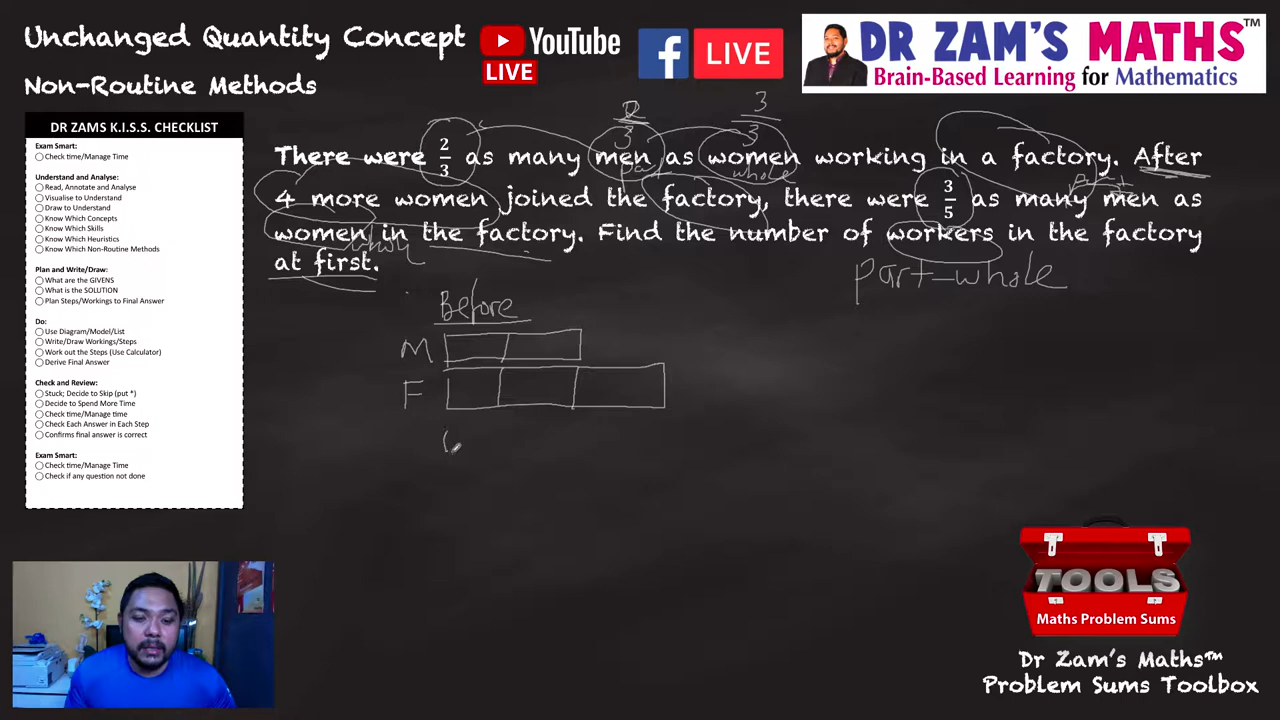 Unchanged Quantity Concept
Non-Routine Methods
YouTube
LIVE
f LIVE
DR ZAM'S MATHS™
Brain-Based Learning for Mathematics
DR ZAMS K.I.S.S. CHECKLIST
Exam Smart:
Check time/Manage Time
Understand and Analyse:
Read, Annotate and Analyse
Visualise to Understand
Draw to Understand
Know Which Concepts
Know Which Skills
Know Which Heuristics
Know Which Non-Routine Methods
Plan and Write/Draw:
What are the GIVENS
What is the SOLUTION
Plan Steps/Workings to Final Answer
Do:
Use Diagram/Model/List
Write/Draw Workings/Steps
Work out the Steps (Use Calculator)
Derive Final Answer
Check and Review:
Stuck; Decide to Skip (put *)
Decide to Spend More Time
Check time/Manage time
Check Each Answer in Each Step
Confirms final answer is correct
Exam Smart:
Check time/Manage Time
Check if any question not done
2/3 3/3
There were 2/3 as many men as women working in a factory. After
part whole
4 more women joined the factory, there were 3/5 as many men as
women in the factory. Find the number of workers in the factory
at first.
part-whole
Before
M
F
TOOLS
Maths Problem Sums
Dr Zam's Maths™
Problem Sums Toolbox